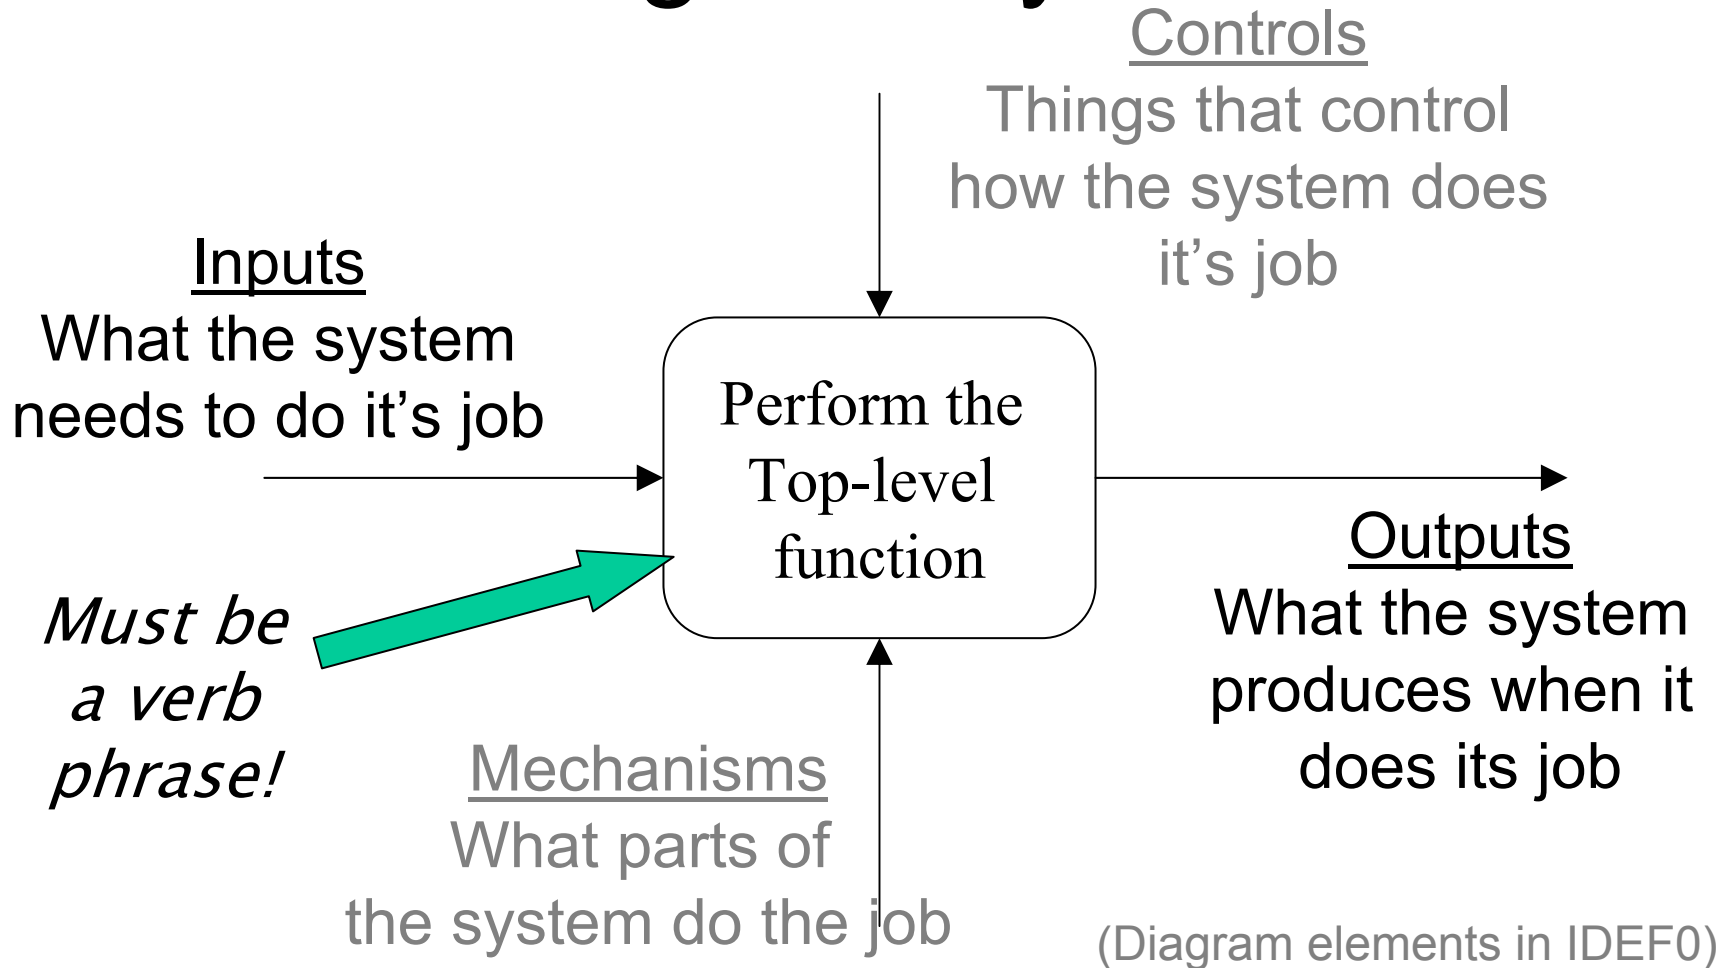 Controls
Things that control
how the system does
it’s job
Inputs
What the system
needs to do it’s job
Perform the
Top-level
function
Outputs
What the system
produces when it
does its job
Must be
a verb
phrase!
Mechanisms
What parts of
the system do the job
(Diagram elements in IDEF0)